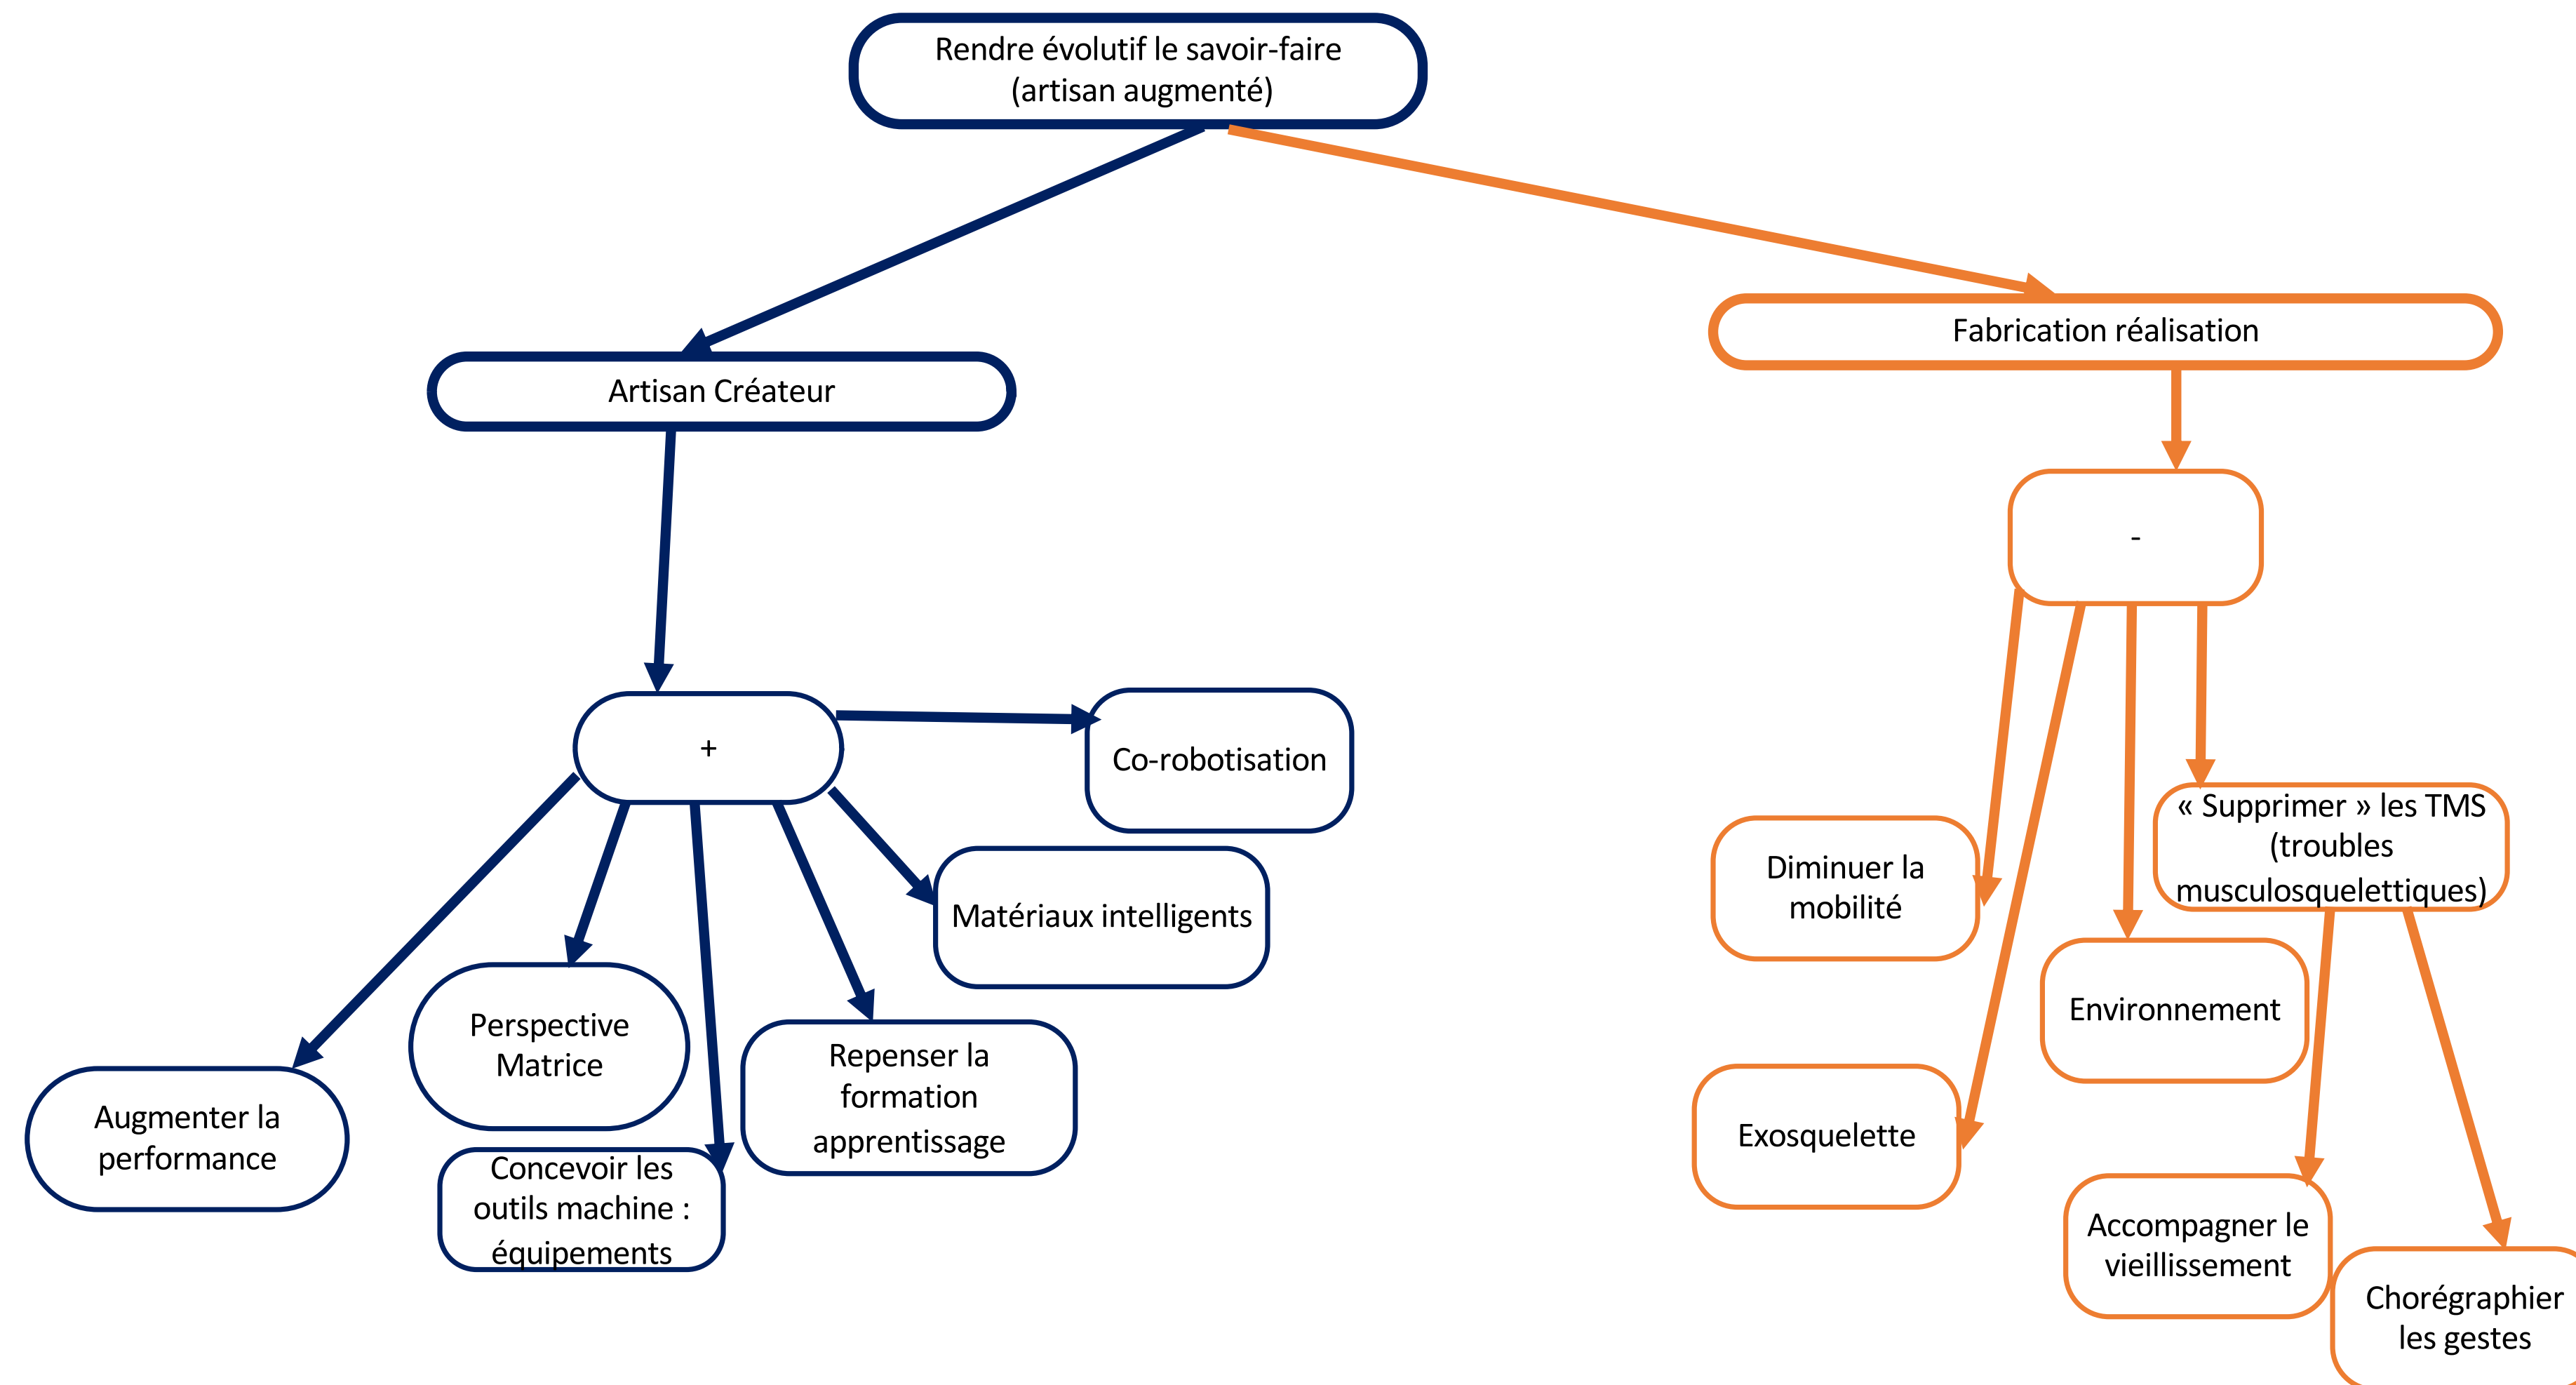 Rendre évolutif le savoir-faire
(artisan augmenté)
Fabrication réalisation
Artisan Créateur
-
+
Co-robotisation
« Supprimer » les TMS
(troubles
musculosquelettiques)
Diminuer la
mobilité
Matériaux intelligents
Environnement
Perspective
Matrice
Repenser la
formation
apprentissage
Augmenter la
performance
Exosquelette
Concevoir les
outils machine :
équipements
Accompagner le
vieillissement
Chorégraphier
les gestes